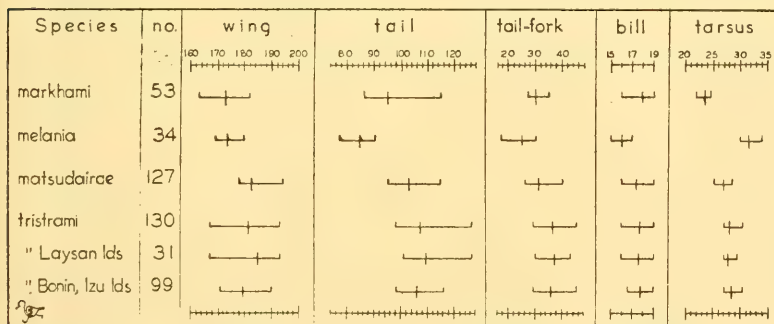 Species no. wing tail tail-fork bill tarsus
160 170 180 190 200 80 90 100 110 120 20 30 40 15 17 19 20 30 35
markhami 53
melania 34
matsudairae 127
tristrami 130
" Laysan Ids 31
" Bonin, Izu Ids 99